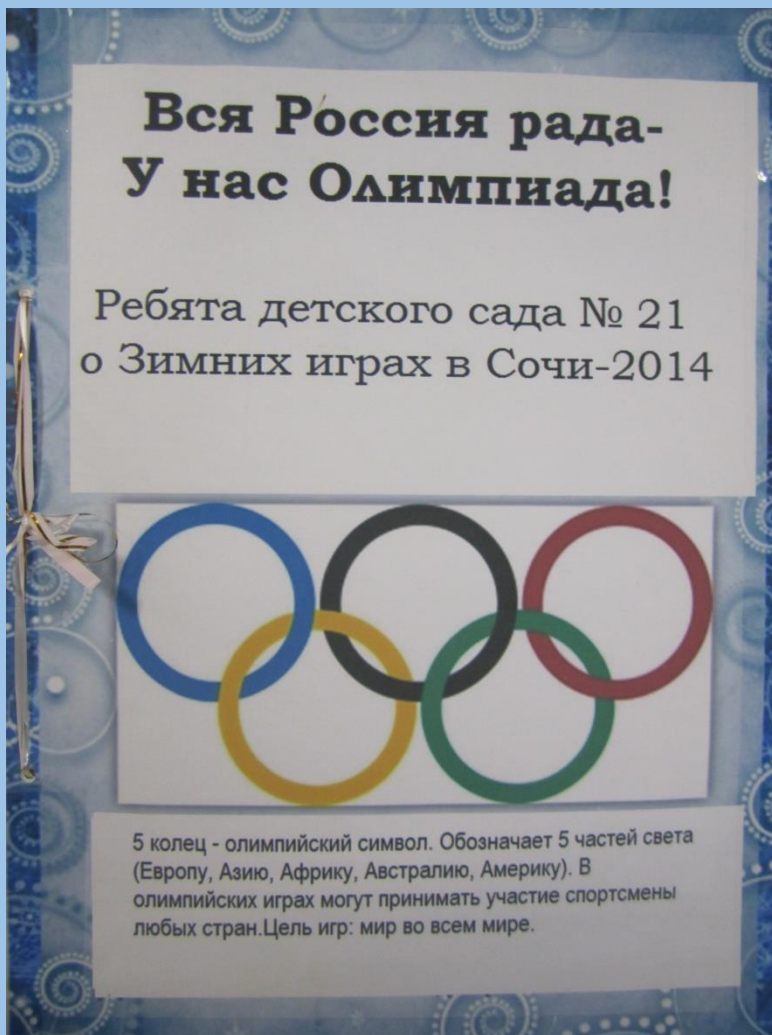 Вся Россия рада-
У нас Олимпиада!
Ребята детского сада № 21
о Зимних играх в Сочи-2014
5 колец - олимпийский символ. Обозначает 5 частей света
(Европу, Азию, Африку, Австралию, Америку). В
олимпийских играх могут принимать участие спортсмены
любых стран.Цель игр: мир во всем мире.